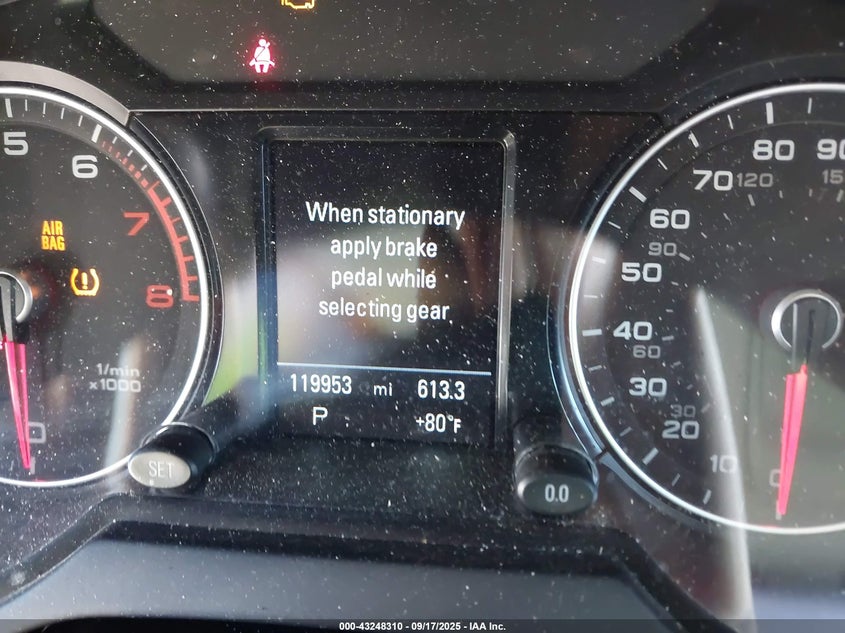 5
6
7
8
AIR
BAG
1/min
x1000
0
SET
When stationary
apply brake
pedal while
selecting gear
119953 mi 613.3
P +80°F
0.0
80 90
70 120 15
60
90
50
40
60
30
30
20
10
0
000-43248310 - 09/17/2025 - IAA Inc.